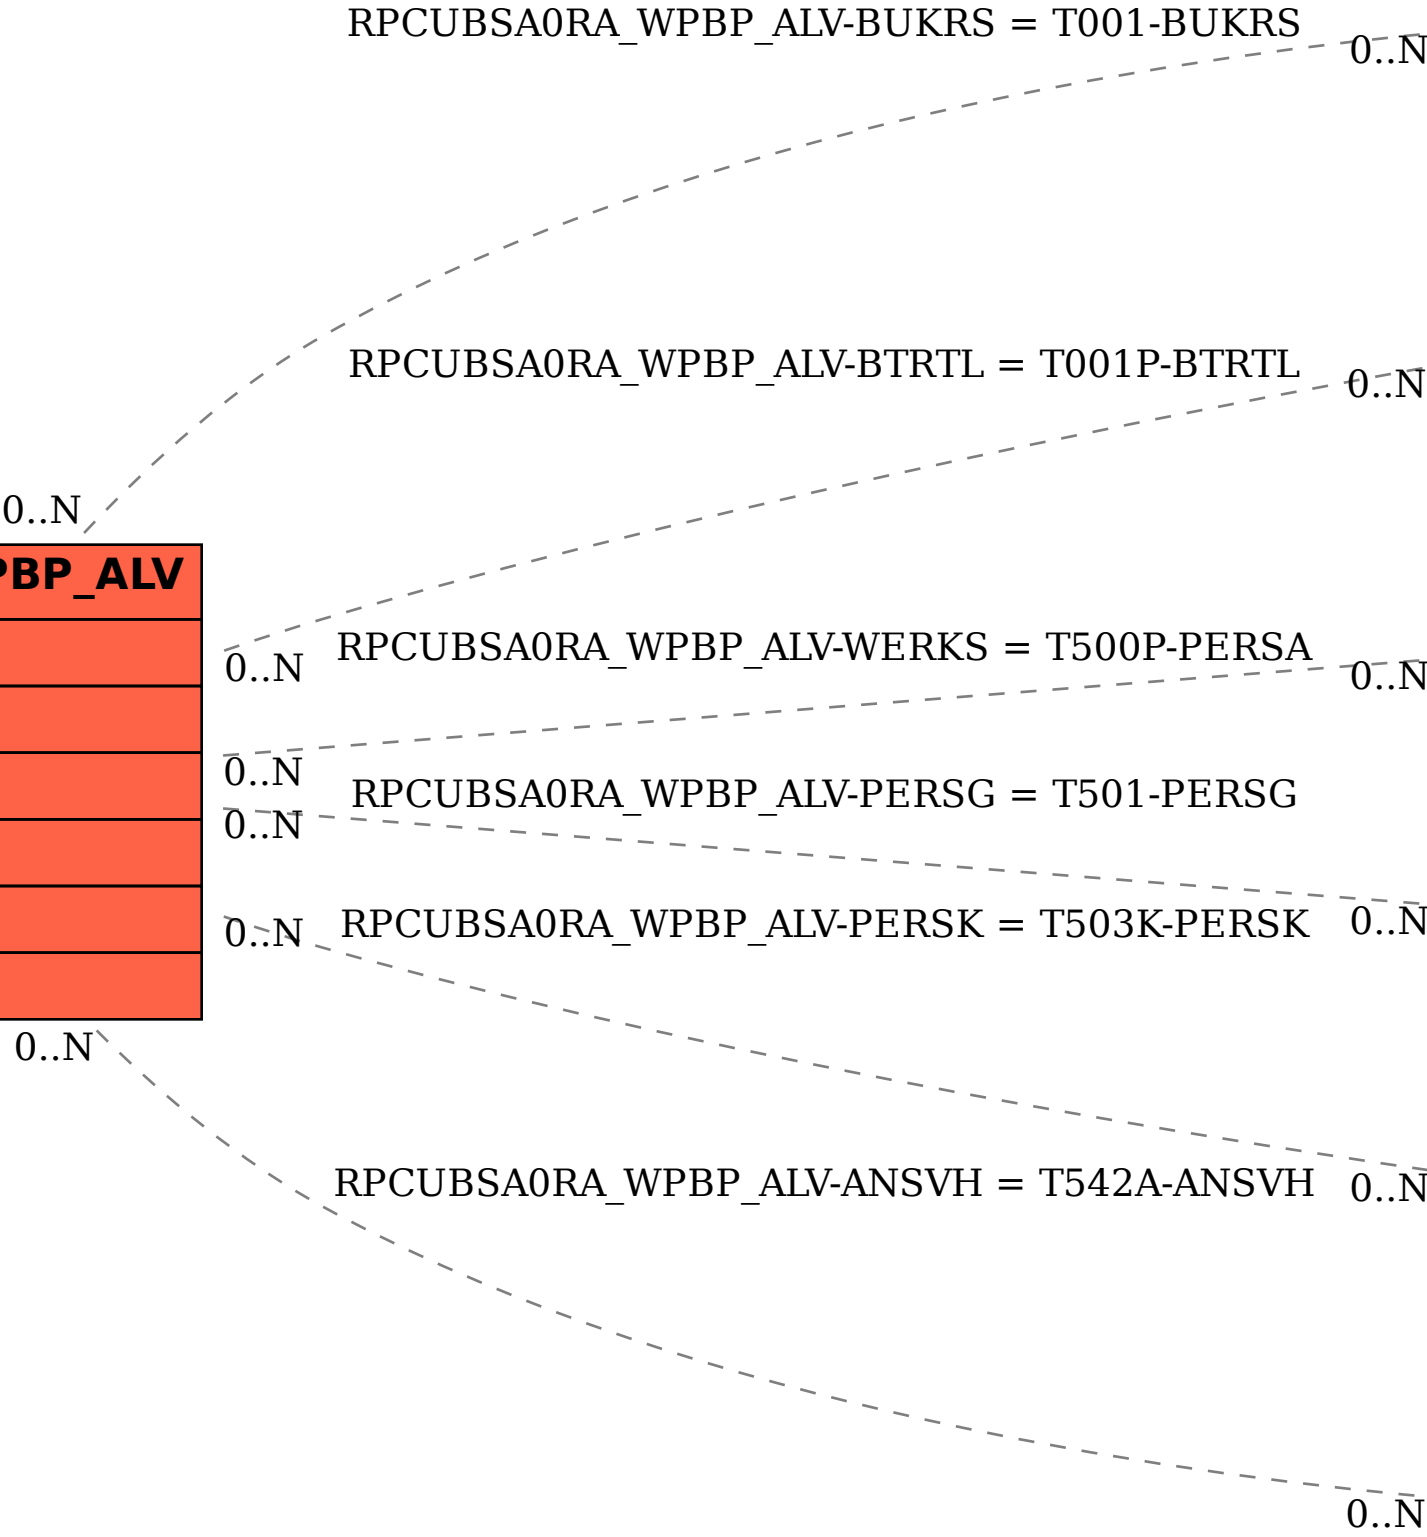 RPCUBSA0RA_WPBP_ALV-BUKRS = T001-BUKRS
0..N
RPCUBSA0RA_WPBP_ALV-BTRTL = T001P-BTRTL
0..N
0..N
PBP_ALV
RPCUBSA0RA_WPBP_ALV-WERKS = T500P-PERSA
0..N
0..N
0..N
RPCUBSA0RA_WPBP_ALV-PERSG = T501-PERSG
0..N
RPCUBSA0RA_WPBP_ALV-PERSK = T503K-PERSK
0..N
0..N
0..N
RPCUBSA0RA_WPBP_ALV-ANSVH = T542A-ANSVH
0..N
0..N